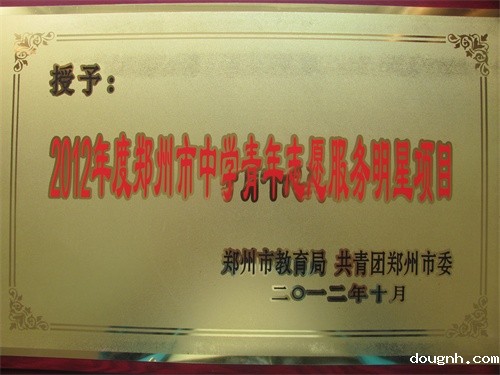 授予：
2012年度郑州市中学青年志愿服务明星项目
郑州市教育局 共青团郑州市委
二〇一二年十月
dougnh.com